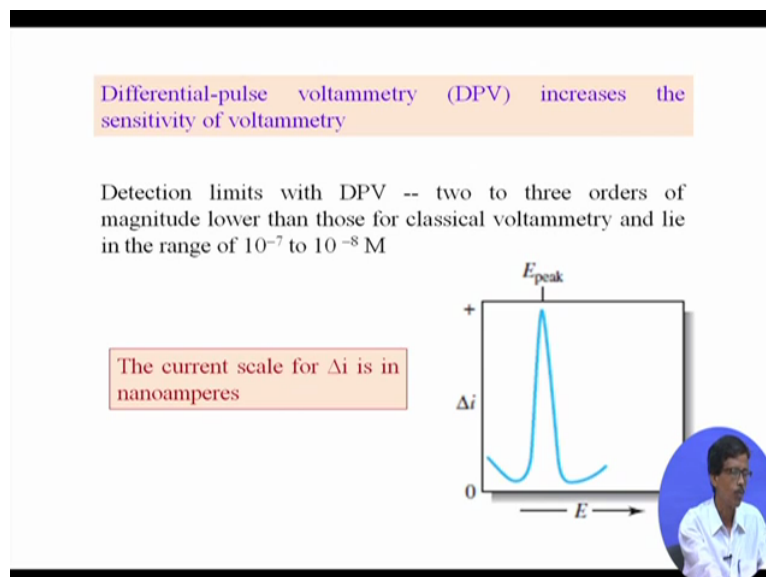 Differential-pulse voltammetry (DPV) increases the
sensitivity of voltammetry
Detection limits with DPV -- two to three orders of
magnitude lower than those for classical voltammetry and lie
in the range of 10⁻⁷ to 10 ⁻⁸ M
E_peak
+
The current scale for Δi is in
nanoamperes
Δi
0
E